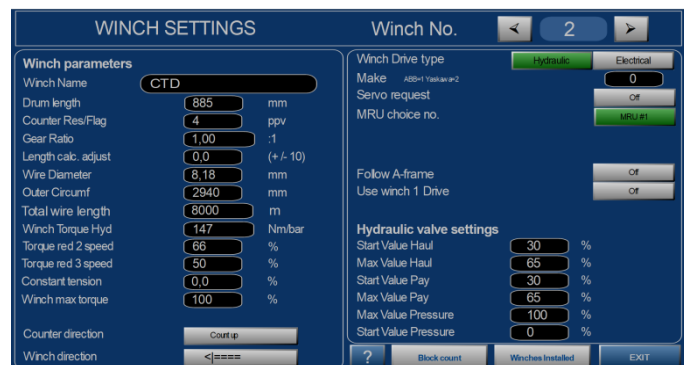 WINCH SETTINGS
Winch No. < 2 >
Winch parameters
Winch Name CTD
Drum length 885 mm
Counter Res/Flag 4 ppv
Gear Ratio 1,00 :1
Length calc. adjust 0,0 (+/- 10)
Wire Diameter 8,18 mm
Outer Circumf 2940 mm
Total wire length 8000 m
Winch Torque Hyd 147 Nm/bar
Torque red 2 speed 66 %
Torque red 3 speed 50 %
Constant tension 0,0 %
Winch max torque 100 %
Counter direction Count up
Winch direction <|====
Winch Drive type Hydraulic Electrical
Make ABB=1 Yaskawa=2 0
Servo request Off
MRU choice no. MRU #1
Follow A-frame Off
Use winch 1 Drive Off
Hydraulic valve settings
Start Value Haul 30 %
Max Value Haul 65 %
Start Value Pay 30 %
Max Value Pay 65 %
Max Value Pressure 100 %
Start Value Pressure 0 %
? Block count Winches Installed EXIT